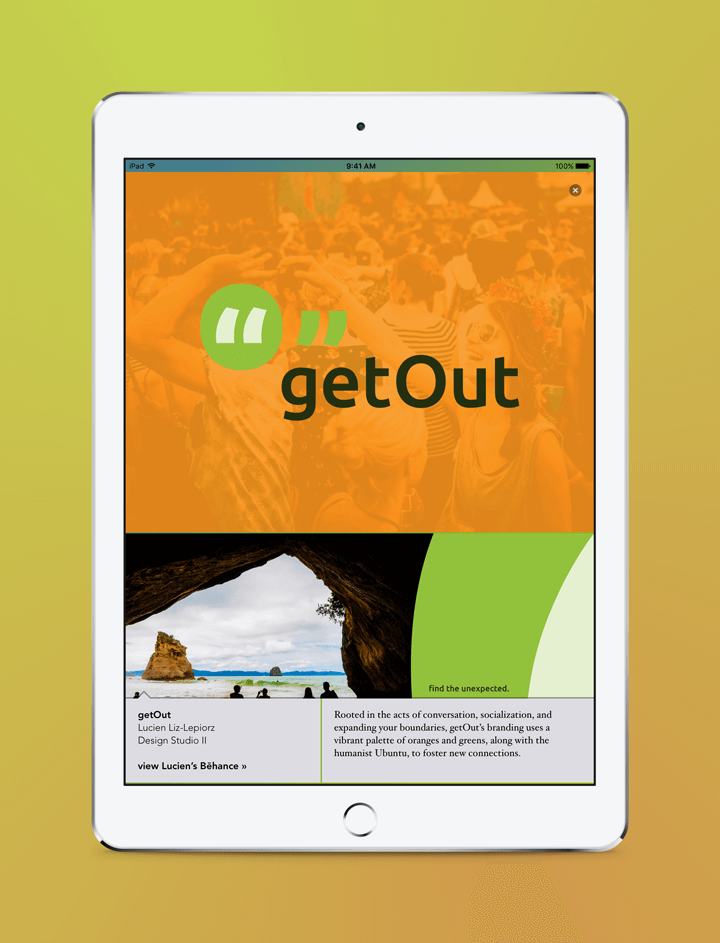 iPad 9:41 AM 100%
“ ”
getOut
find the unexpected.
getOut
Lucien Liz-Lepiorz
Design Studio II
view Lucien’s Bēhance »
Rooted in the acts of conversation, socialization, and
expanding your boundaries, getOut’s branding uses a
vibrant palette of oranges and greens, along with the
humanist Ubuntu, to foster new connections.